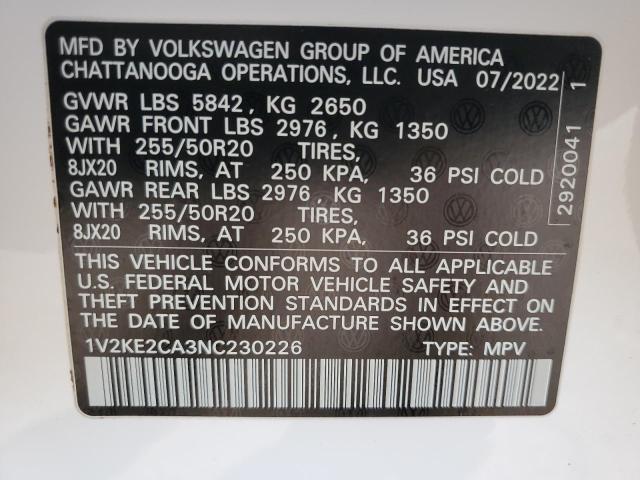 MFD BY VOLKSWAGEN GROUP OF AMERICA
CHATTANOOGA OPERATIONS, LLC. USA 07/2022
GVWR LBS 5842, KG 2650
GAWR FRONT LBS 2976, KG 1350
WITH 255/50R20 TIRES,
8JX20 RIMS, AT 250 KPA, 36 PSI COLD
GAWR REAR LBS 2976, KG 1350
WITH 255/50R20 TIRES,
8JX20 RIMS, AT 250 KPA, 36 PSI COLD
THIS VEHICLE CONFORMS TO ALL APPLICABLE
U.S. FEDERAL MOTOR VEHICLE SAFETY AND
THEFT PREVENTION STANDARDS IN EFFECT ON
THE DATE OF MANUFACTURE SHOWN ABOVE.
1V2KE2CA3NC230226 TYPE: MPV
2920041 1